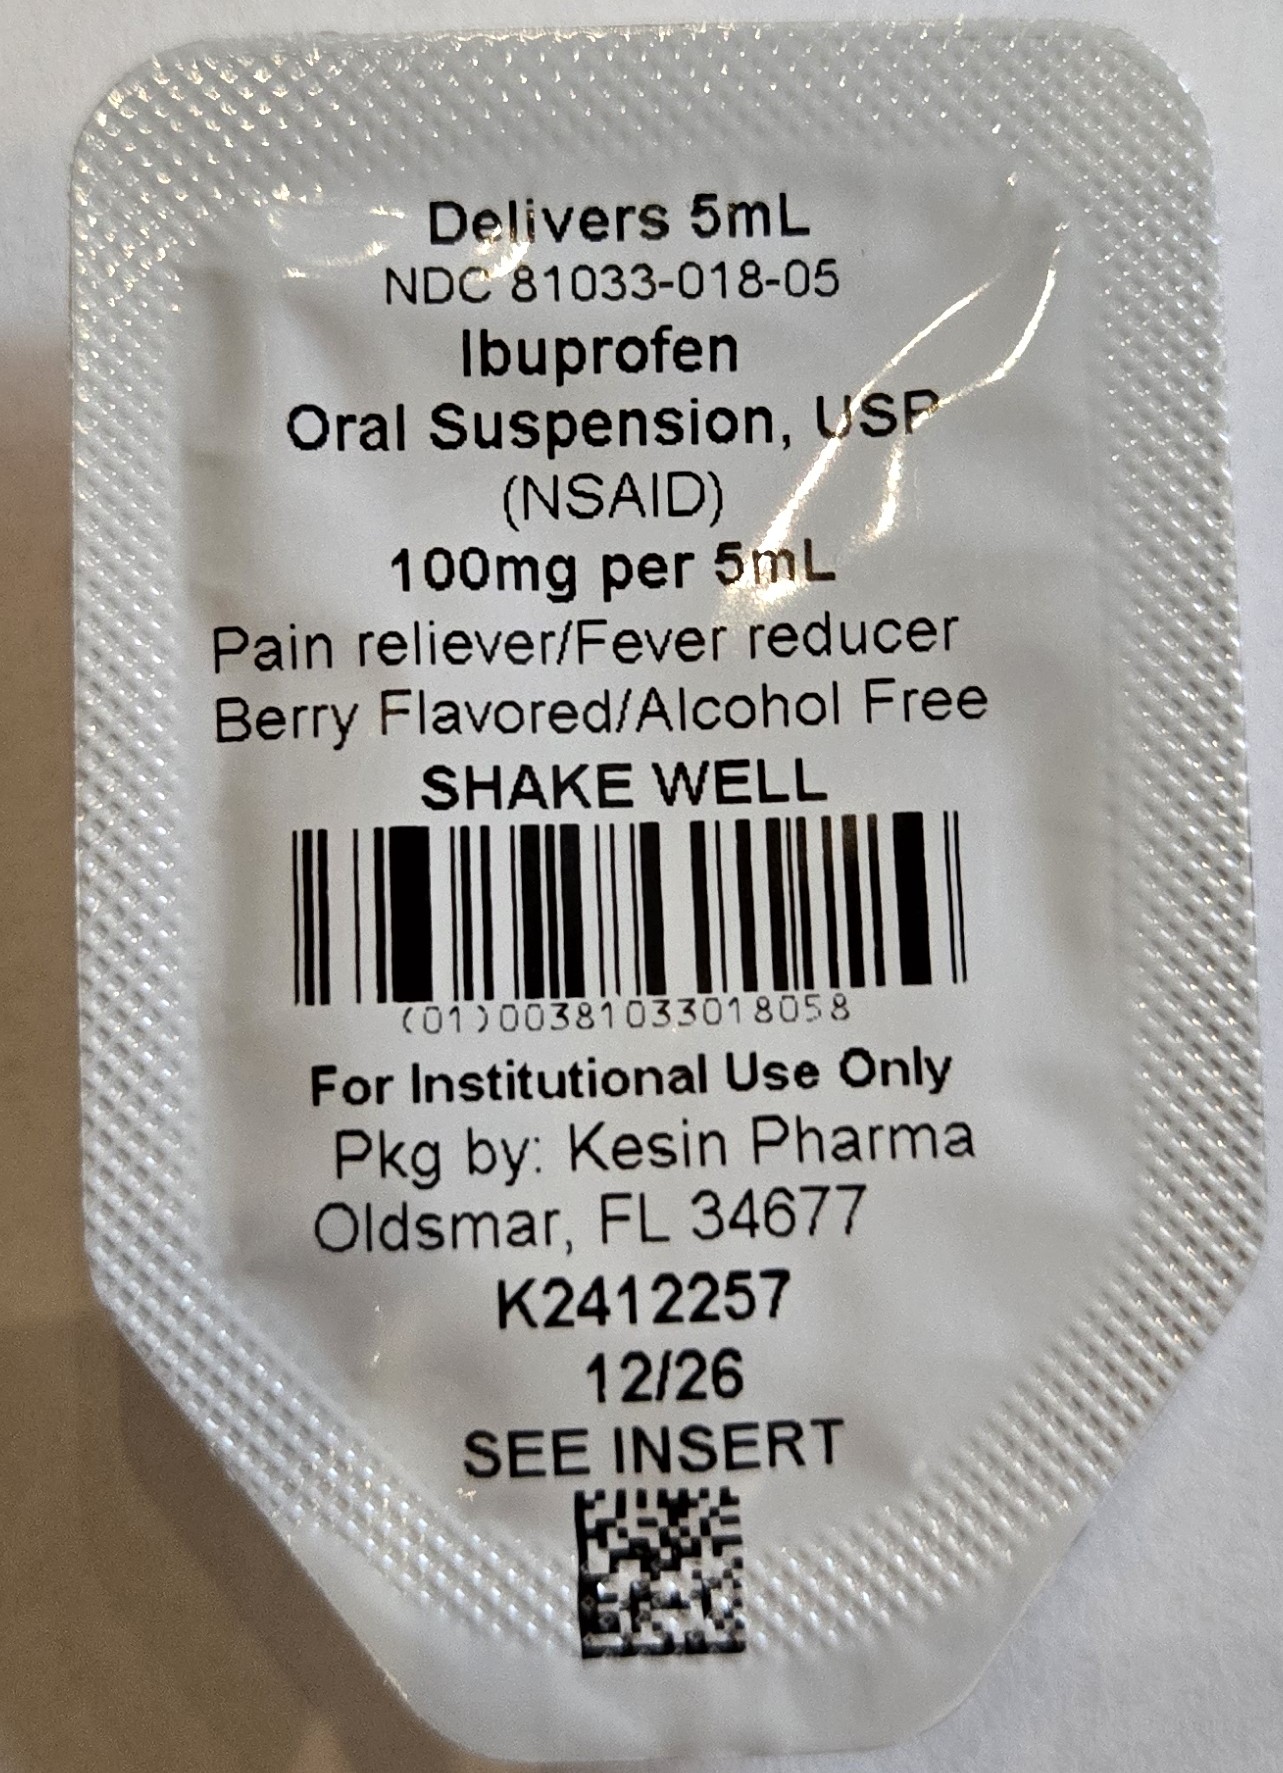 Delivers 5mL
NDC 81033-018-05
Ibuprofen
Oral Suspension, USP
(NSAID)
100mg per 5mL
Pain reliever/Fever reducer
Berry Flavored/Alcohol Free
SHAKE WELL
(01)00381033018058
For Institutional Use Only
Pkg by: Kesin Pharma
Oldsmar, FL 34677
K2412257
12/26
SEE INSERT